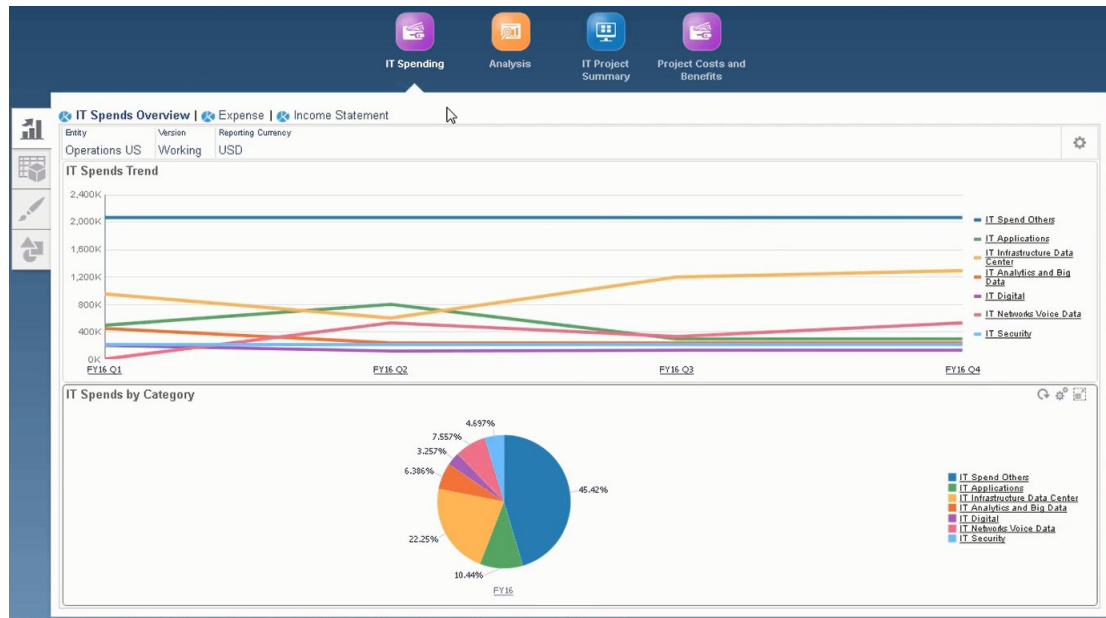 IT Spending
Analysis
IT Project
Summary
Project Costs and
Benefits
IT Spends Overview | Expense | Income Statement
Entity Version Reporting Currency
Operations US Working USD
IT Spends Trend
2,400K
2,000K
1,600K
1,200K
800K
400K
0K
FY16 Q1 FY16 Q2 FY16 Q3 FY16 Q4
IT Spend Others
IT Applications
IT Infrastructure Data
Center
IT Analytics and Big
Data
IT Digital
IT Networks Voice Data
IT Security
IT Spends by Category
4.697%
7.557%
3.257%
6.386%
45.42%
22.25%
10.44%
FY16
IT Spend Others
IT Applications
IT Infrastructure Data Center
IT Analytics and Big Data
IT Digital
IT Networks Voice Data
IT Security